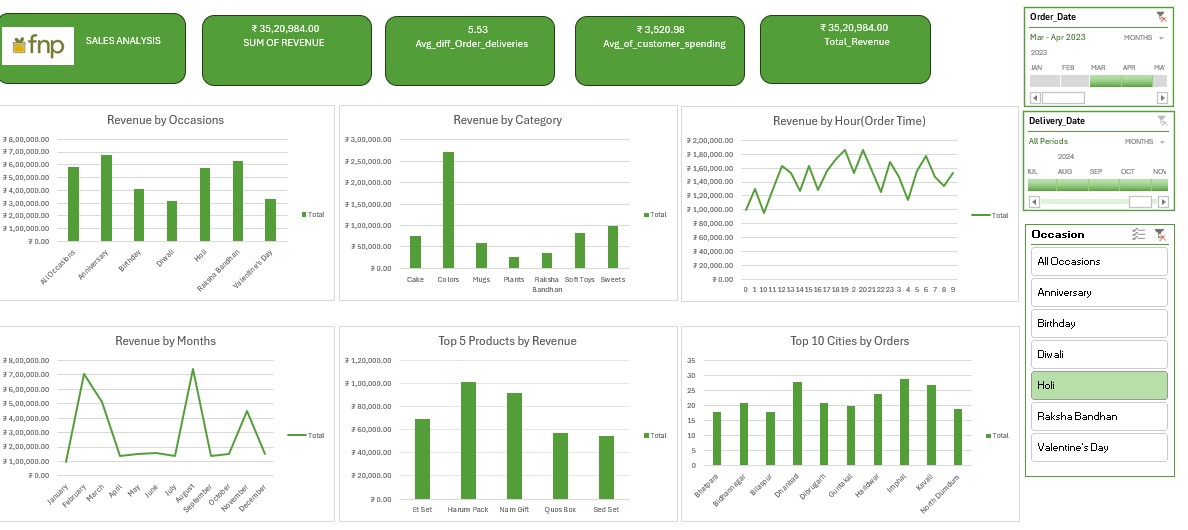 fnp
SALES ANALYSIS
₹ 35,20,984.00
SUM OF REVENUE
5.53
Avg_diff_Order_deliveries
₹ 3,520.98
Avg_of_customer_spending
₹ 35,20,984.00
Total_Revenue
Order_Date
Mar - Apr 2023
MONTHS
2023
JAN FEB MAR APR MA
Delivery_Date
All Periods
MONTHS
2024
JUL AUG SEP OCT NOV
Occasion
All Occasions
Anniversary
Birthday
Diwali
Holi
Raksha Bandhan
Valentine's Day
Revenue by Occasions
₹ 8,00,000.00
₹ 7,00,000.00
₹ 6,00,000.00
₹ 5,00,000.00
₹ 4,00,000.00
₹ 3,00,000.00
₹ 2,00,000.00
₹ 1,00,000.00
₹ 0.00
All Occasions
Anniversary
Birthday
Diwali
Holi
Raksha Bandhan
Valentine's Day
Total
Revenue by Category
₹ 3,00,000.00
₹ 2,50,000.00
₹ 2,00,000.00
₹ 1,50,000.00
₹ 1,00,000.00
₹ 50,000.00
₹ 0.00
Cake Colors Mugs Plants Raksha Bandhan Soft Toys Sweets
Total
Revenue by Hour(Order Time)
₹ 2,00,000.00
₹ 1,80,000.00
₹ 1,60,000.00
₹ 1,40,000.00
₹ 1,20,000.00
₹ 1,00,000.00
₹ 80,000.00
₹ 60,000.00
₹ 40,000.00
₹ 20,000.00
₹ 0.00
0 1 10 11 12 13 14 15 16 17 18 19 2 20 21 22 23 3 4 5 6 7 8 9
Total
Revenue by Months
₹ 8,00,000.00
₹ 7,00,000.00
₹ 6,00,000.00
₹ 5,00,000.00
₹ 4,00,000.00
₹ 3,00,000.00
₹ 2,00,000.00
₹ 1,00,000.00
₹ 0.00
January
February
March
April
May
June
July
August
September
October
November
December
Total
Top 5 Products by Revenue
₹ 1,20,000.00
₹ 1,00,000.00
₹ 80,000.00
₹ 60,000.00
₹ 40,000.00
₹ 20,000.00
₹ 0.00
Et Set Harum Pack Nam Gift Quos Box Sed Set
Total
Top 10 Cities by Orders
35
30
25
20
15
10
5
0
Bhatpara
Bidhannagar
Bilaspur
Dhanbad
Dibrugarh
Guntakal
Haridwar
Imphal
Kavali
North Dumdum
Total